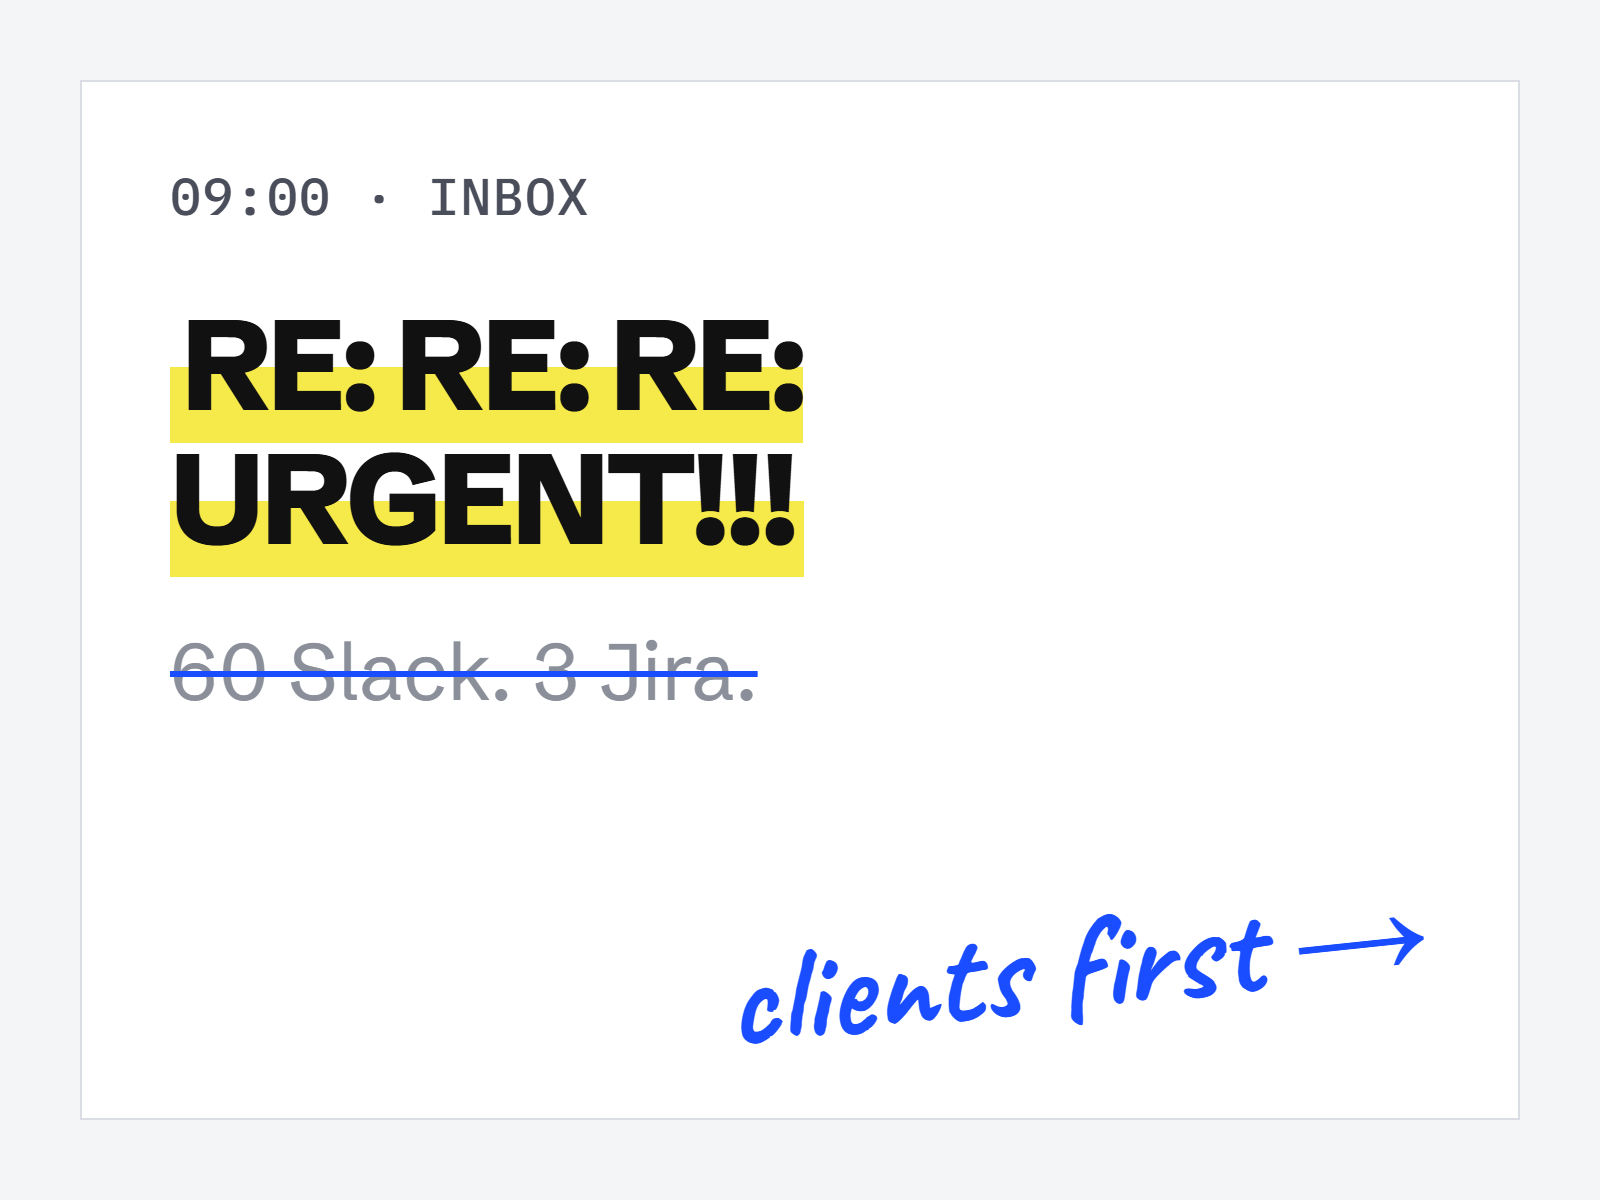 09:00 · INBOX
RE: RE: RE:
URGENT!!!
60 Slack. 3 Jira.
clients first →